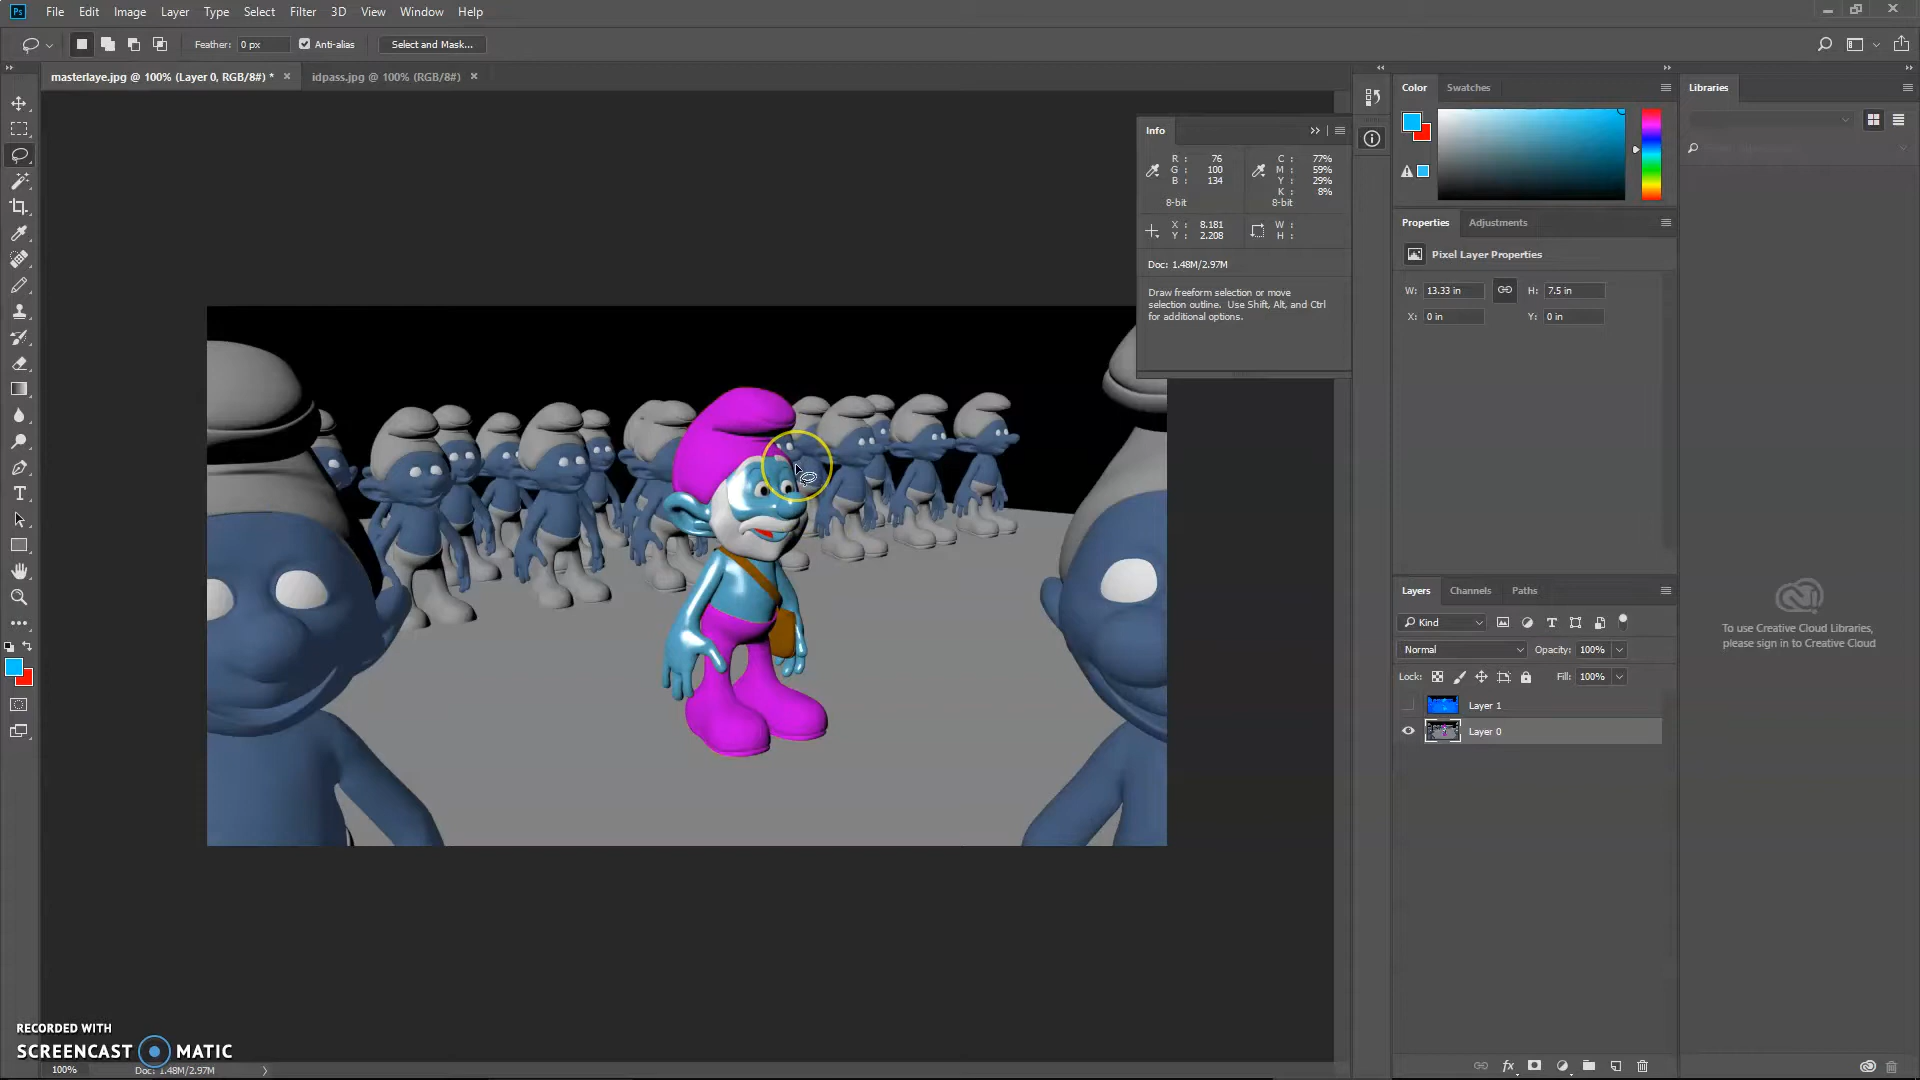 Ps File Edit Image Layer Type Select Filter 3D View Window Help
Feather: 0 px Anti-alias Select and Mask...
masterlaye.jpg @ 100% (Layer 0, RGB/8#) * × idpass.jpg @ 100% (RGB/8#) ×
Color Swatches
Libraries
Info
R : 76 C : 77%
G : 100 M : 59%
B : 134 Y : 29%
K : 8%
8-bit 8-bit
X : 8.181 W :
Y : 2.208 H :
Doc: 1.48M/2.97M
Draw freeform selection or move
selection outline. Use Shift, Alt, and Ctrl
for additional options.
Properties Adjustments
Pixel Layer Properties
W: 13.33 in H: 7.5 in
X: 0 in Y: 0 in
Layers Channels Paths
Kind
Normal Opacity: 100%
Lock: Fill: 100%
Layer 1
Layer 0
fx
To use Creative Cloud Libraries,
please sign in to Creative Cloud
RECORDED WITH
SCREENCAST MATIC
100% Doc: 1.48M/2.97M